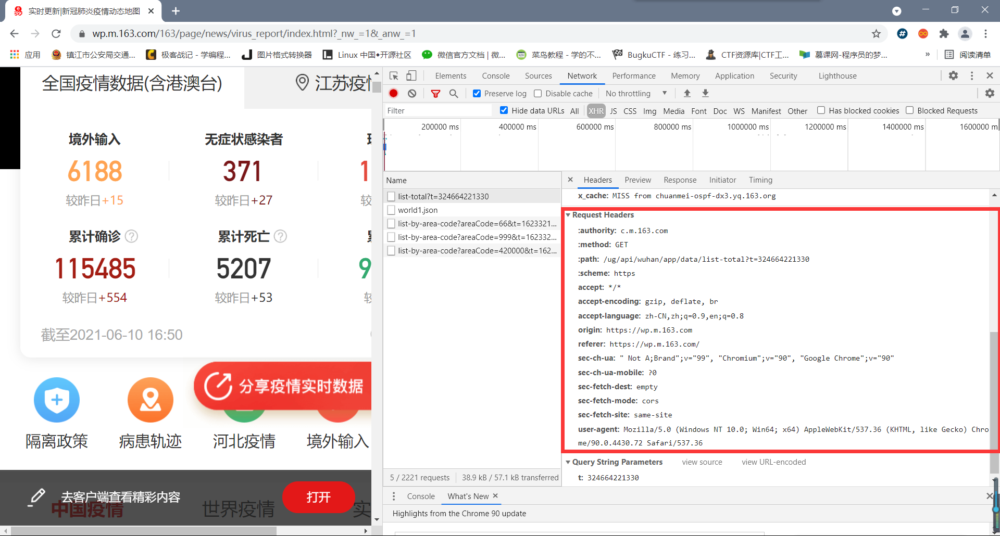 实时更新|新冠肺炎疫情动态地图
wp.m.163.com/163/page/news/virus_report/index.html?_nw_=1&_anw_=1
应用 镇江市公安局交通... 极客战记 - 学编程... 图片格式转换器 Linux 中国◆开源社区 微信官方文档 | 微... 菜鸟教程 - 学的不... BugkuCTF - 练习... CTF资源库|CTF工... 慕课网-程序员的梦... » 阅读清单
全国疫情数据(含港澳台) 江苏疫情
境外输入 无症状感染者
6188 371
较昨日+15 较昨日+27 较
累计确诊 ? 累计死亡 ?
115485 5207 9
较昨日+554 较昨日+53 较
截至2021-06-10 16:50
分享疫情实时数据
隔离政策 病患轨迹 河北疫情 境外输入
去客户端查看精彩内容 打开
中国疫情 世界疫情 实
Elements Console Sources Network Performance Memory Application Security Lighthouse
Preserve log Disable cache No throttling
Filter Hide data URLs All XHR JS CSS Img Media Font Doc WS Manifest Other Has blocked cookies Blocked Requests
200000 ms 400000 ms 600000 ms 800000 ms 1000000 ms 1200000 ms 1400000 ms 1600000 m
Name
list-total?t=324664221330
world1.json
list-by-area-code?areaCode=66&t=1623321...
list-by-area-code?areaCode=999&t=162332...
list-by-area-code?areaCode=420000&t=162...
5 / 2221 requests 38.9 kB / 57.1 kB transferred
Headers Preview Response Initiator Timing
x_cache: MISS from chuanmei-ospf-dx3.yq.163.org
Request Headers
:authority: c.m.163.com
:method: GET
:path: /ug/api/wuhan/app/data/list-total?t=324664221330
:scheme: https
accept: */*
accept-encoding: gzip, deflate, br
accept-language: zh-CN,zh;q=0.9,en;q=0.8
origin: https://wp.m.163.com
referer: https://wp.m.163.com/
sec-ch-ua: " Not A;Brand";v="99", "Chromium";v="90", "Google Chrome";v="90"
sec-ch-ua-mobile: ?0
sec-fetch-dest: empty
sec-fetch-mode: cors
sec-fetch-site: same-site
user-agent: Mozilla/5.0 (Windows NT 10.0; Win64; x64) AppleWebKit/537.36 (KHTML, like Gecko) Chro
me/90.0.4430.72 Safari/537.36
Query String Parameters view source view URL-encoded
t: 324664221330
Console What's New
Highlights from the Chrome 90 update